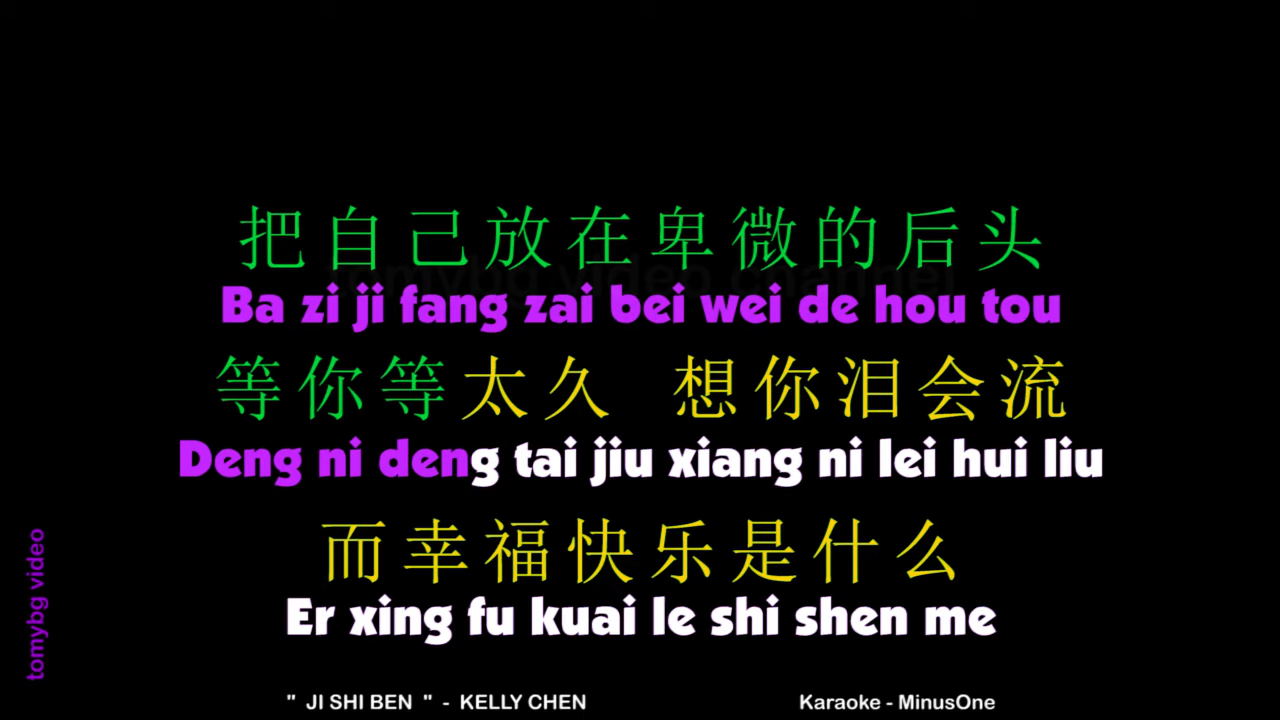 把自己放在卑微的后头
Ba zi ji fang zai bei wei de hou tou
等你等太久 想你泪会流
Deng ni deng tai jiu xiang ni lei hui liu
而幸福快乐是什么
Er xing fu kuai le shi shen me
tomybg video
" JI SHI BEN " - KELLY CHEN
Karaoke - MinusOne